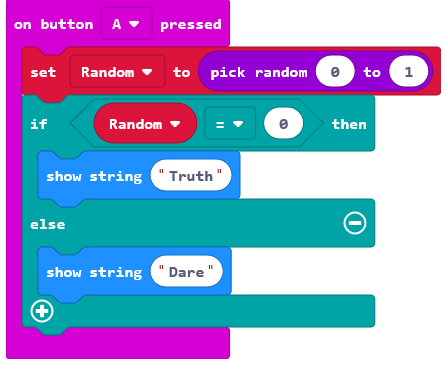 on button A pressed
set Random to pick random 0 to 1
if Random = 0 then
show string "Truth"
else
show string "Dare"